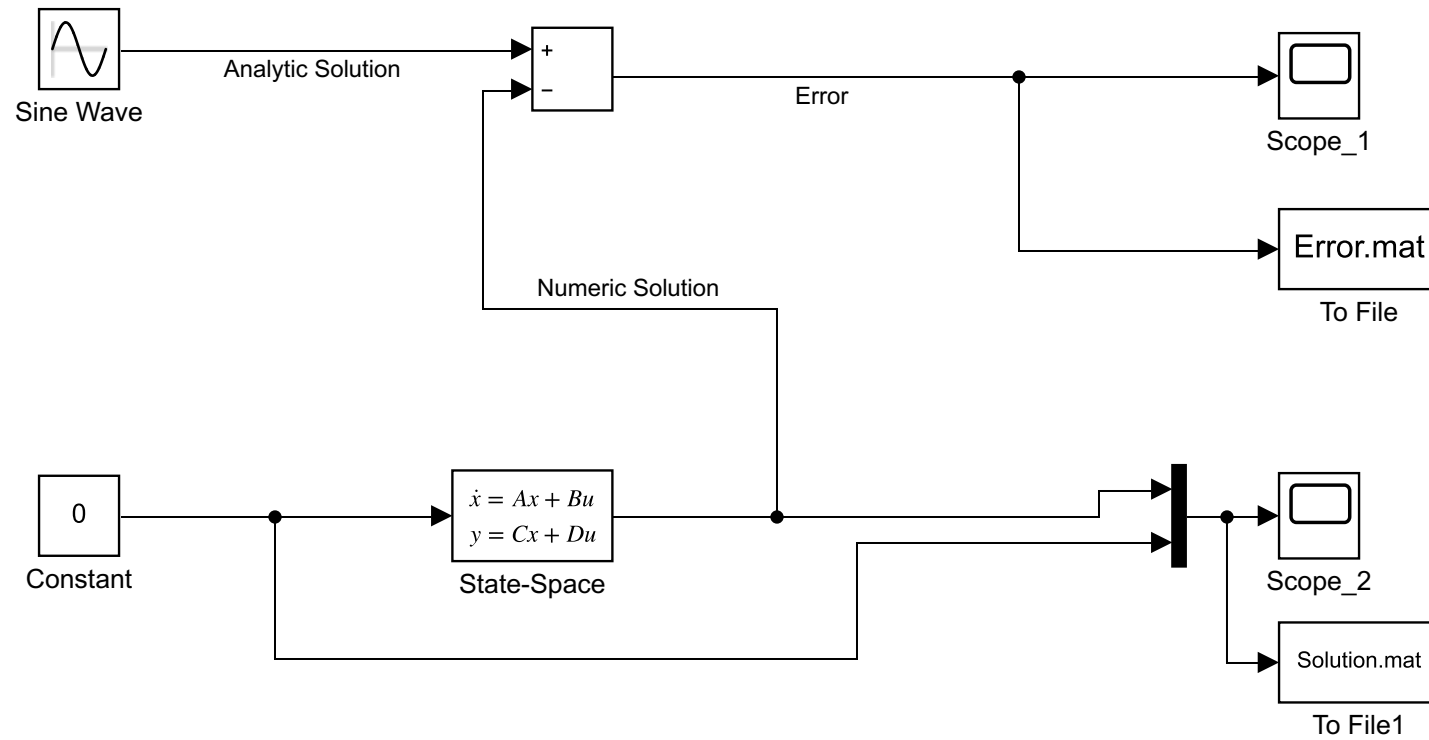 +
Analytic Solution
−
Sine Wave
Error
Scope_1
Error.mat
To File
Numeric Solution
0
Constant
ẋ = Ax + Bu
y = Cx + Du
State-Space
Scope_2
Solution.mat
To File1